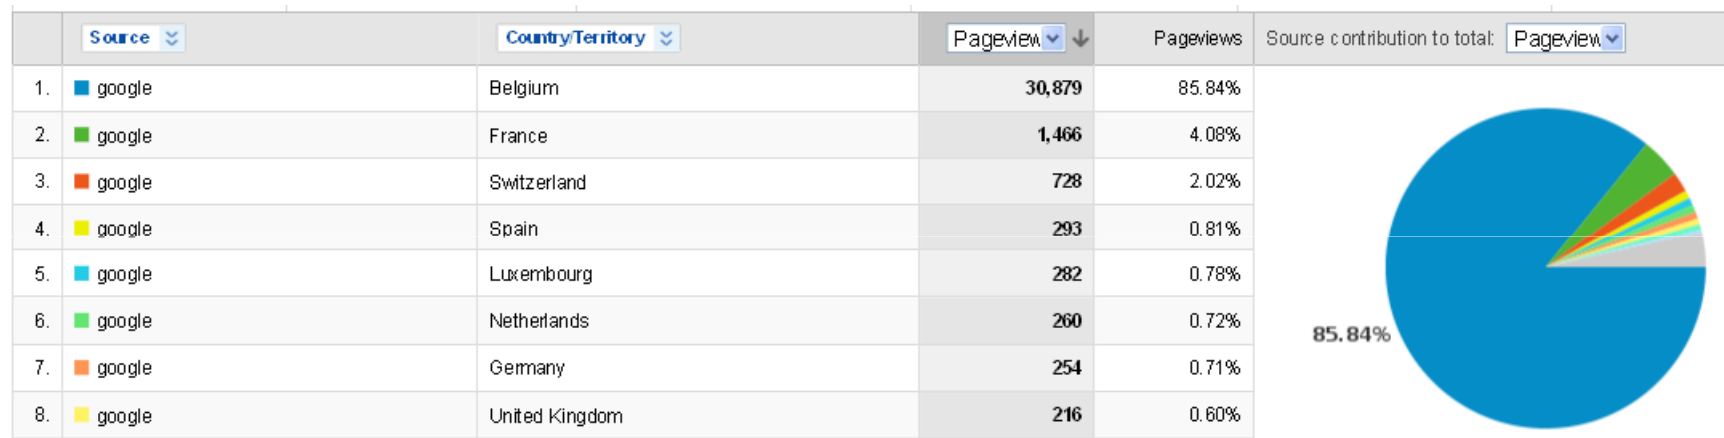 Source Country/Territory Pageview Pageviews Source contribution to total: Pageview
1. google Belgium 30,879 85.84%
2. google France 1,466 4.08%
3. google Switzerland 728 2.02%
4. google Spain 293 0.81%
5. google Luxembourg 282 0.78%
6. google Netherlands 260 0.72%
85.84%
7. google Germany 254 0.71%
8. google United Kingdom 216 0.60%